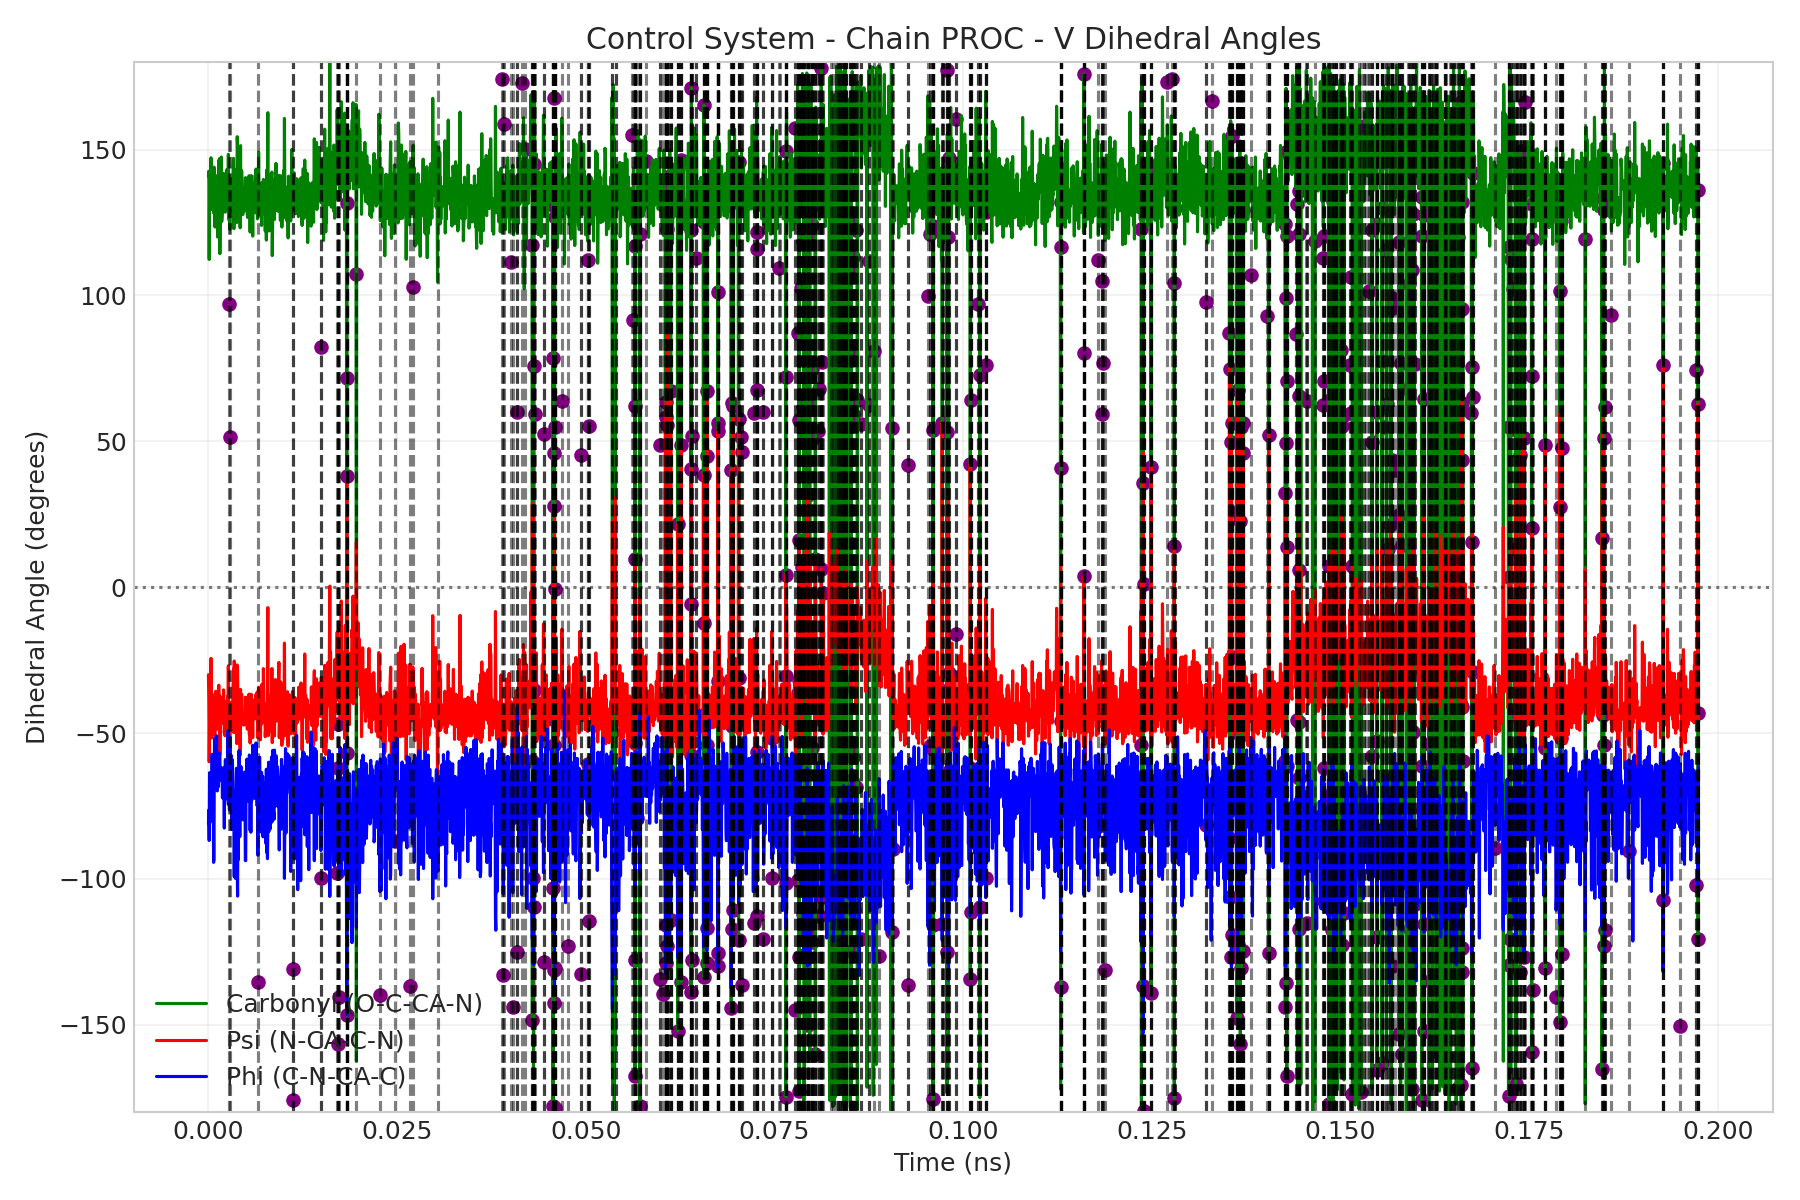 Control System - Chain PROC - V Dihedral Angles
Dihedral Angle (degrees)
150
100
50
0
−50
−100
−150
Carbonyl (O-C-CA-N)
Psi (N-CA-C-N)
Phi (C-N-CA-C)
0.000 0.025 0.050 0.075 0.100 0.125 0.150 0.175 0.200
Time (ns)